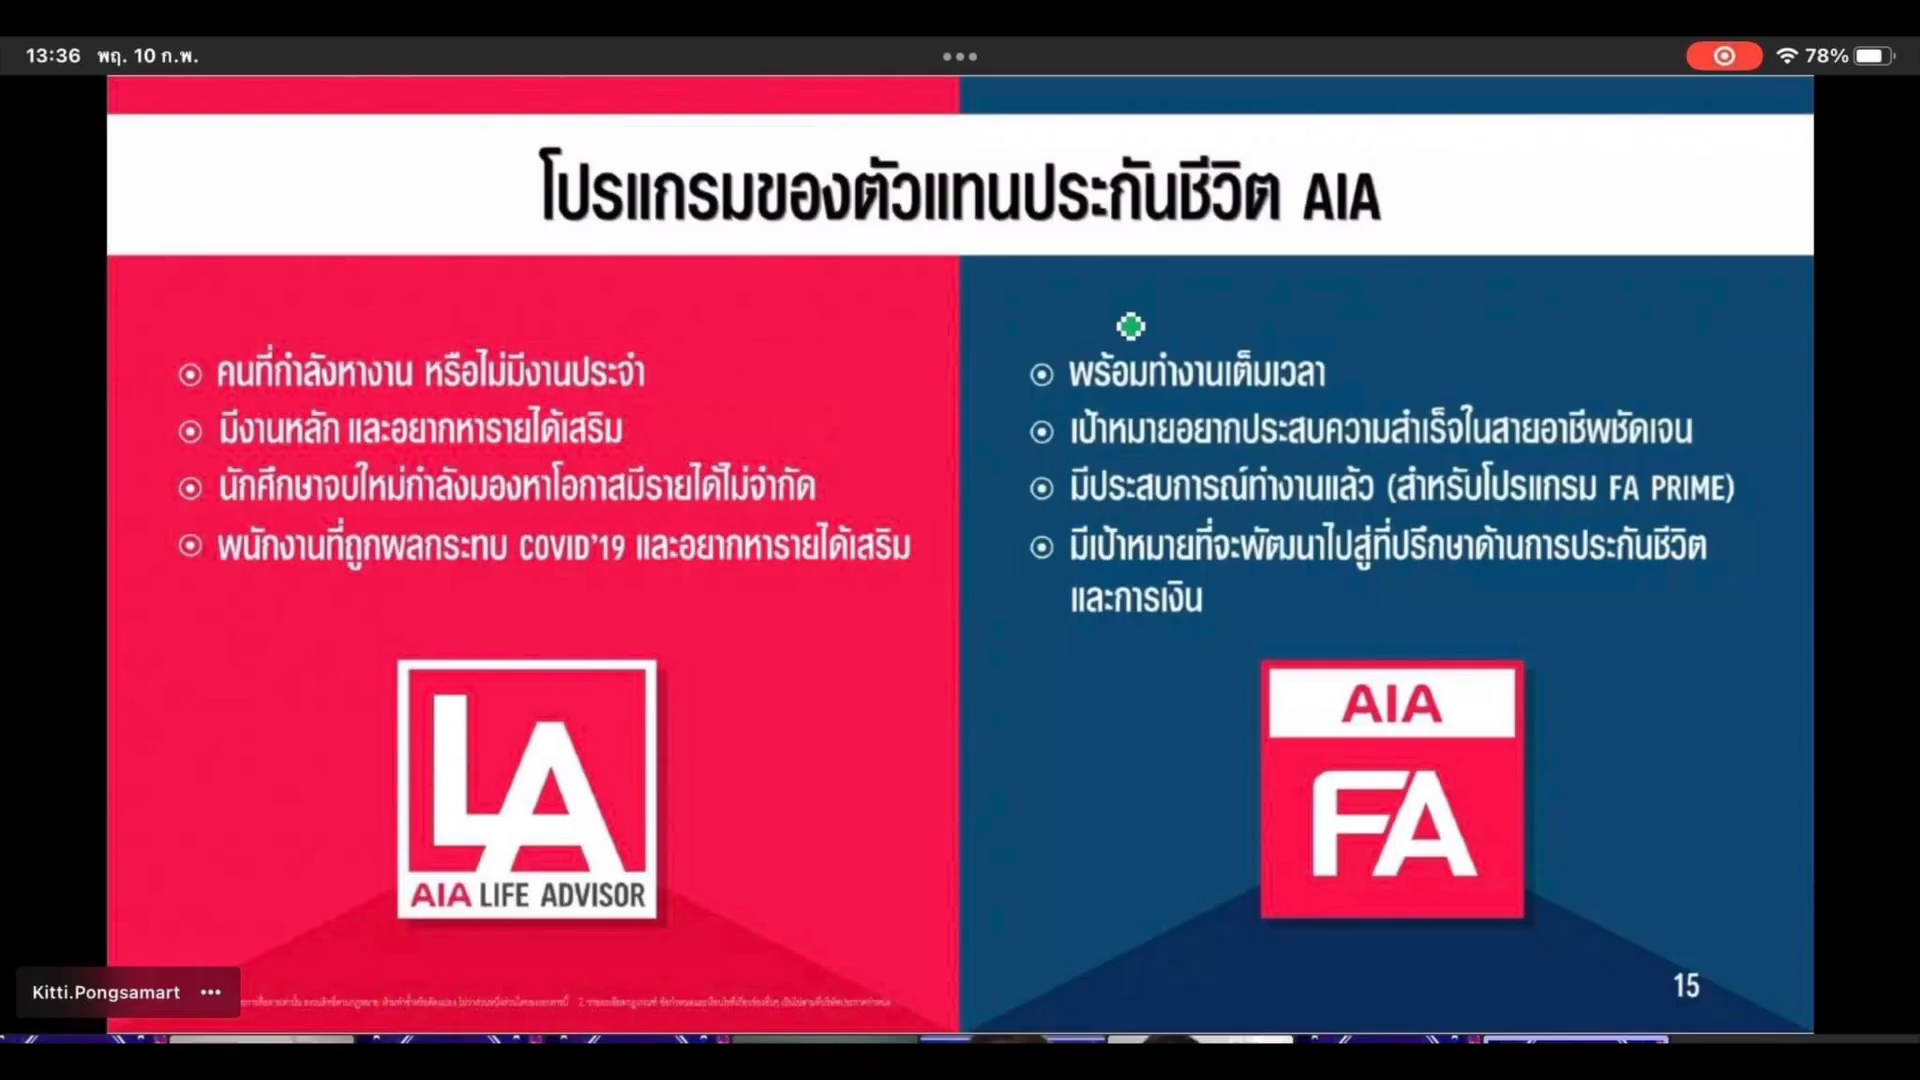 13:36 พฤ. 10 ก.พ.
78%
โปรแกรมของตัวแทนประกันชีวิต AIA
คนที่กำลังหางาน หรือไม่มีงานประจำ
มีงานหลัก และอยากหารายได้เสริม
นักศึกษาจบใหม่กำลังมองหาโอกาสมีรายได้ไม่จำกัด
พนักงานที่ถูกผลกระทบ COVID’19 และอยากหารายได้เสริม
LA
AIA LIFE ADVISOR
พร้อมทำงานเต็มเวลา
เป้าหมายอยากประสบความสำเร็จในสายอาชีพชัดเจน
มีประสบการณ์ทำงานแล้ว (สำหรับโปรแกรม FA PRIME)
มีเป้าหมายที่จะพัฒนาไปสู่ที่ปรึกษาด้านการประกันชีวิต
และการเงิน
AIA
FA
15
Kitti.Pongsamart